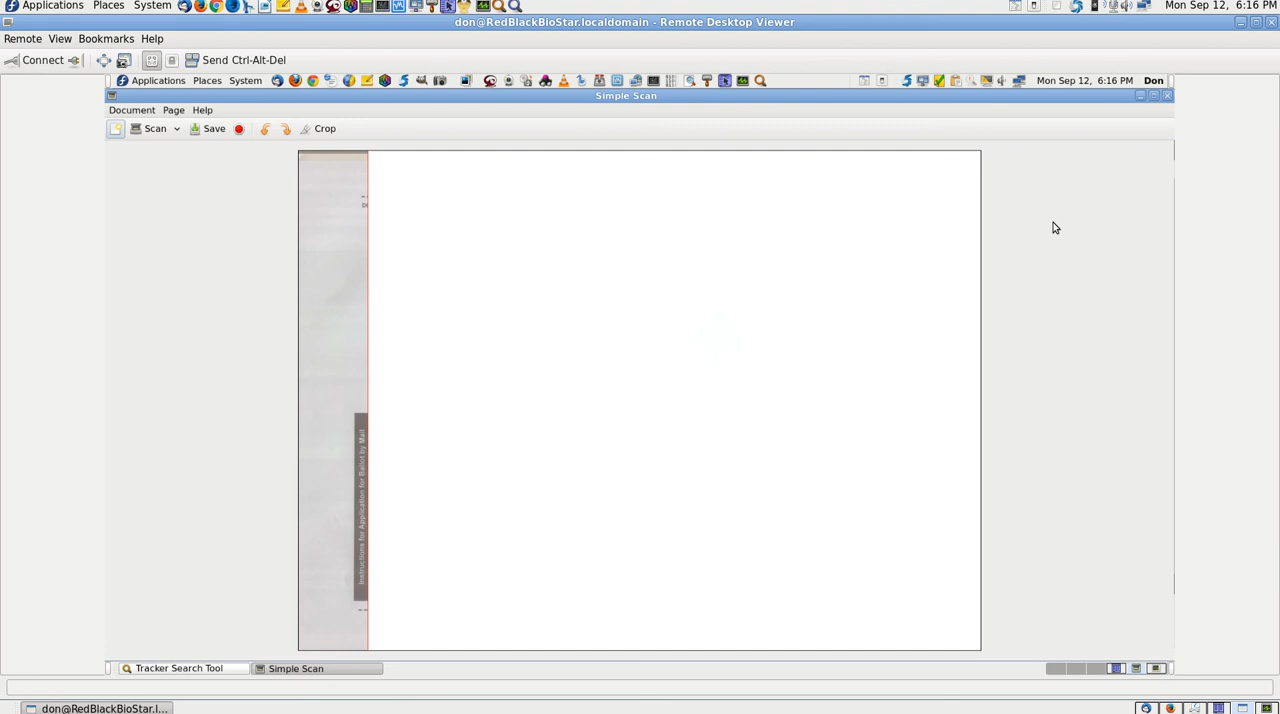 Applications Places System Mon Sep 12, 6:16 PM
don@RedBlackBioStar.localdomain - Remote Desktop Viewer
Remote View Bookmarks Help
Connect Send Ctrl-Alt-Del
Applications Places System Mon Sep 12, 6:16 PM Don
Simple Scan
Document Page Help
Scan Save Crop
Instructions for Application for Ballot by Mail
Tracker Search Tool Simple Scan
don@RedBlackBioStar.l...